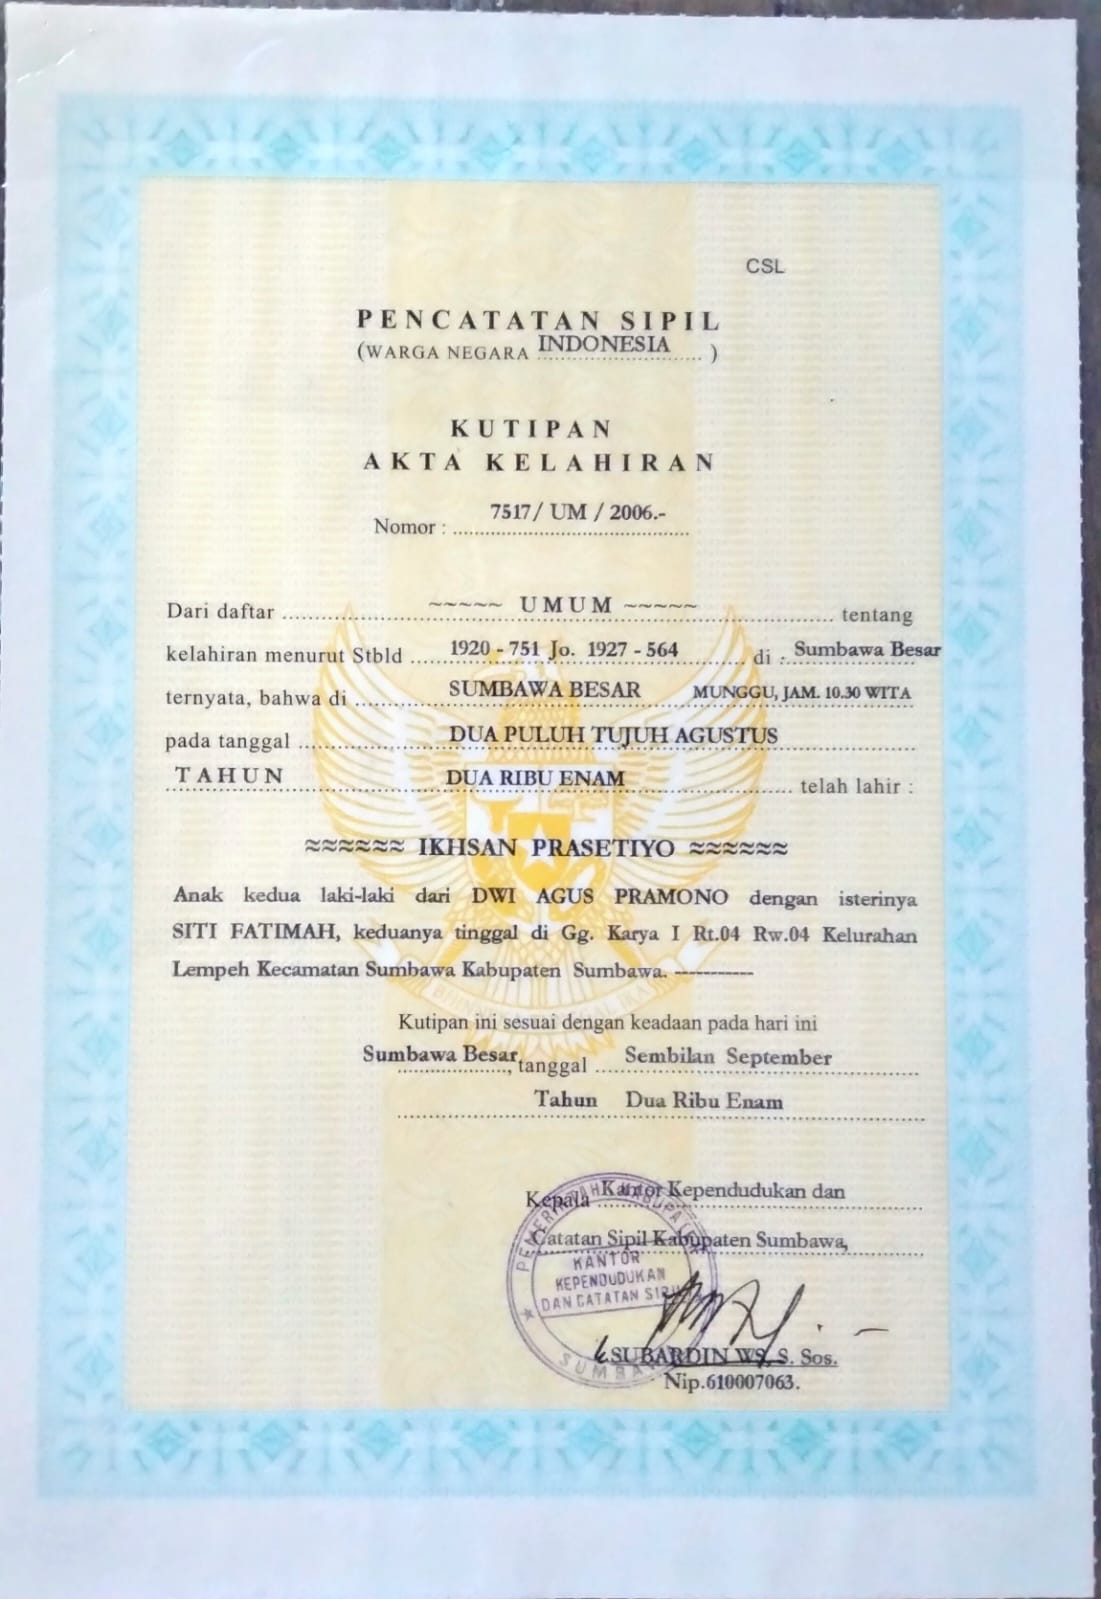 CSL
PENCATATAN SIPIL
(WARGA NEGARA INDONESIA )
KUTIPAN
AKTA KELAHIRAN
Nomor : 7517/ UM / 2006.-
Dari daftar ~~~~~ UMUM ~~~~~ tentang
kelahiran menurut Stbld 1920 - 751 Jo. 1927 - 564 di : Sumbawa Besar
ternyata, bahwa di SUMBAWA BESAR MUNGGU, JAM. 10.30 WITA
pada tanggal DUA PULUH TUJUH AGUSTUS
TAHUN DUA RIBU ENAM telah lahir :
≈≈≈≈≈≈ IKHSAN PRASETIYO ≈≈≈≈≈≈
Anak kedua laki-laki dari DWI AGUS PRAMONO dengan isterinya
SITI FATIMAH, keduanya tinggal di Gg. Karya I Rt.04 Rw.04 Kelurahan
Lempeh Kecamatan Sumbawa Kabupaten Sumbawa. -----------
Kutipan ini sesuai dengan keadaan pada hari ini
Sumbawa Besar, tanggal Sembilan September
Tahun Dua Ribu Enam
Kepala Kantor Kependudukan dan
Catatan Sipil Kabupaten Sumbawa,
PEMERINTAH KABUPATEN
KANTOR
KEPENDUDUKAN
DAN CATATAN SIPIL
SUMBAWA
SUBARDIN WS, S. Sos.
Nip.610007063.